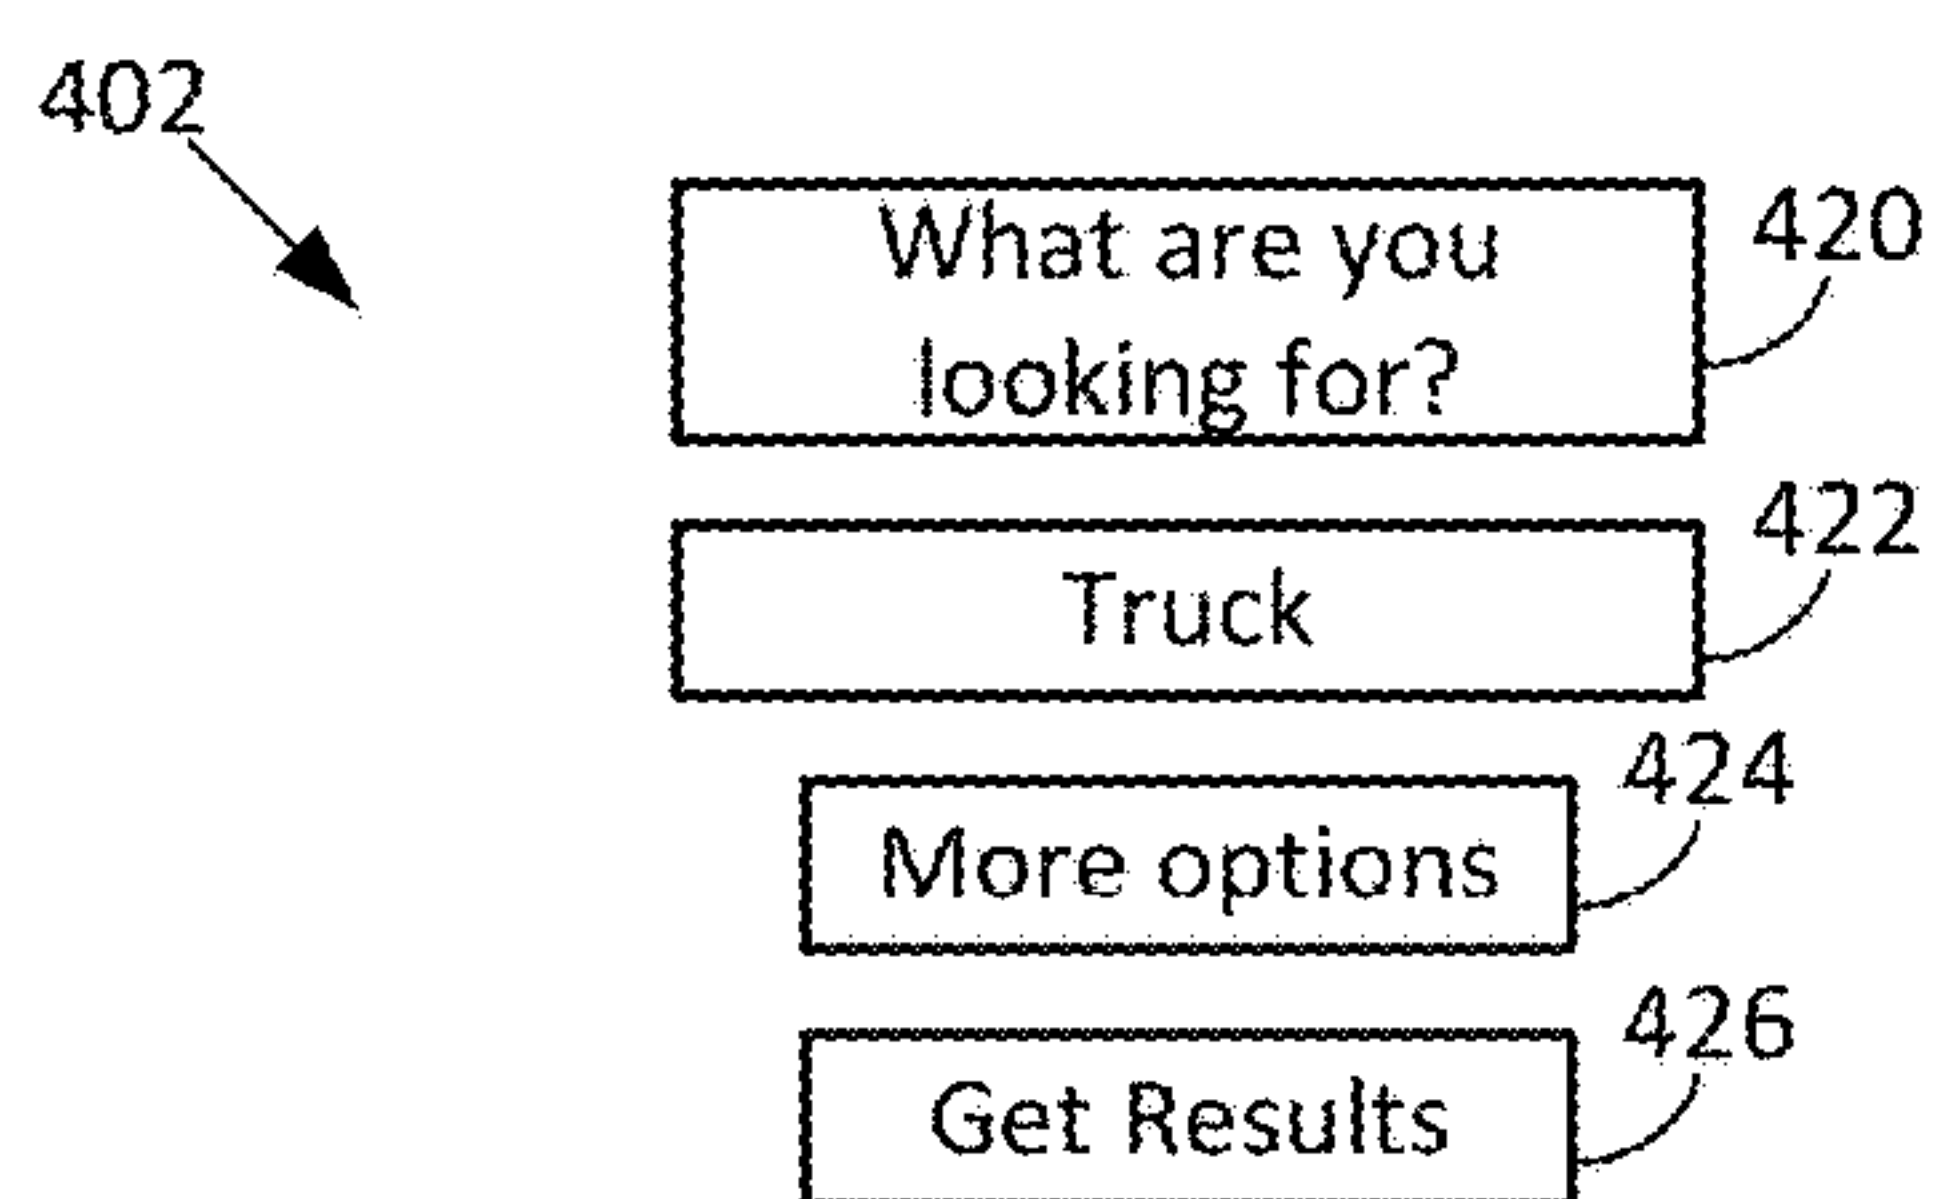 402
What are you
looking for?
420
Truck
422
More options
424
Get Results
426